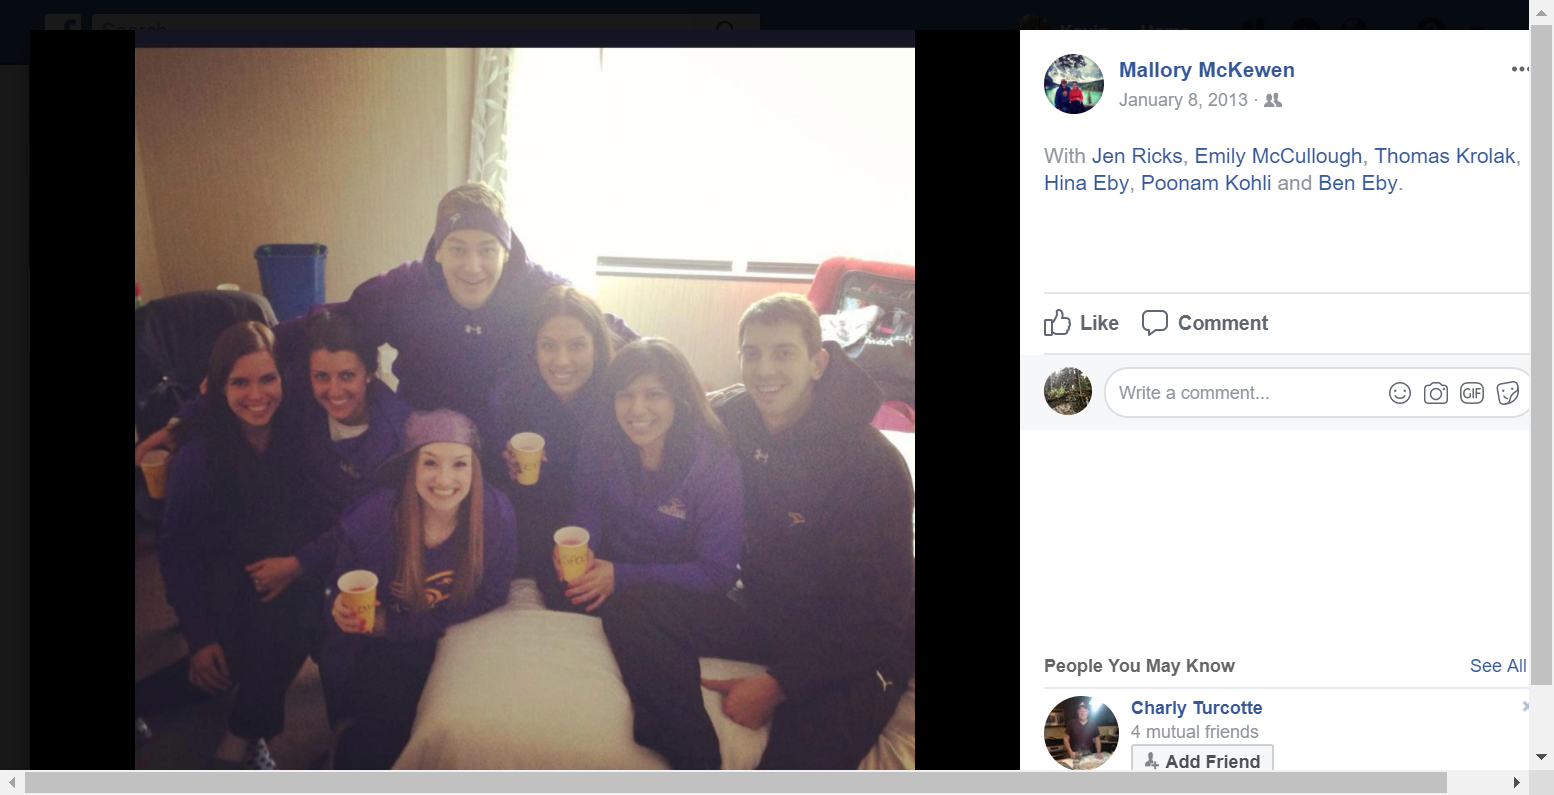 Search
Mallory McKewen
January 8, 2013 ·
With Jen Ricks, Emily McCullough, Thomas Krolak,
Hina Eby, Poonam Kohli and Ben Eby.
Like Comment
Write a comment...
GIF
People You May Know
See All
Charly Turcotte
4 mutual friends
Add Friend